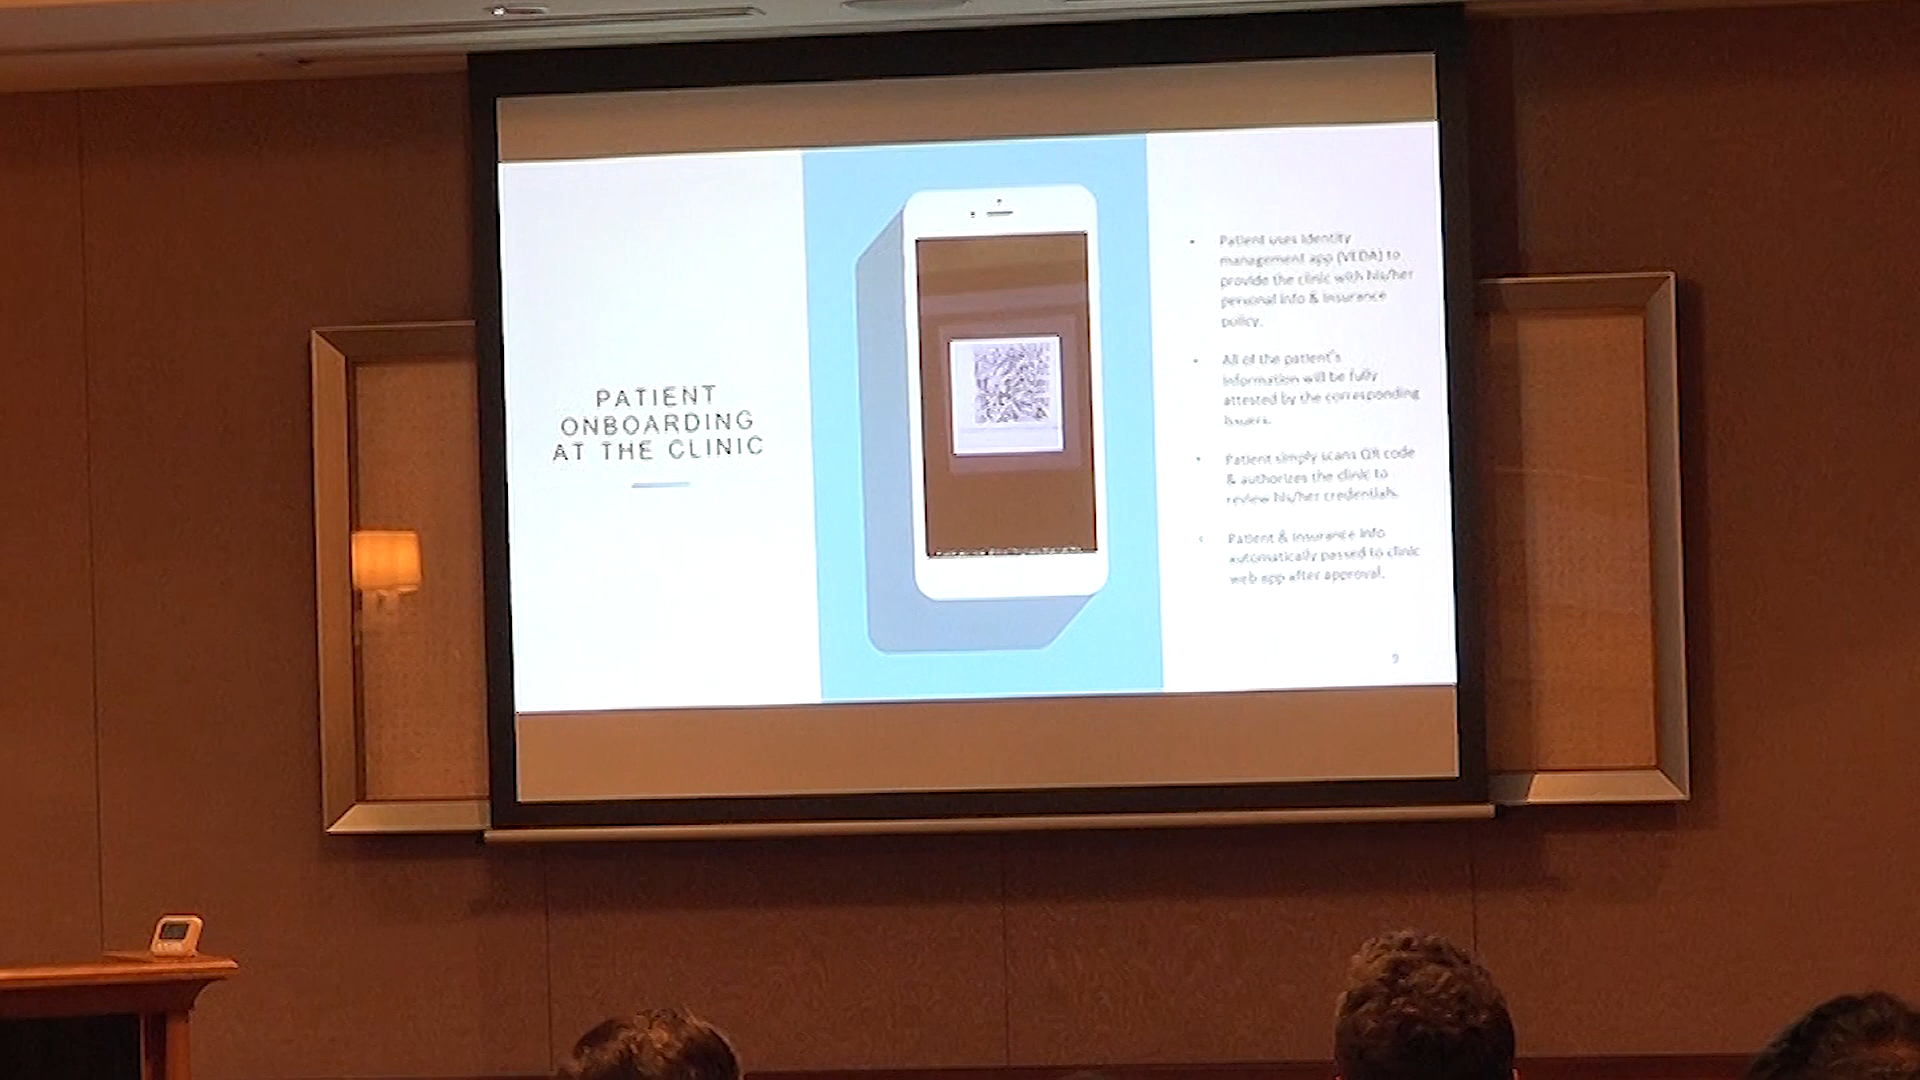 PATIENT
ONBOARDING
AT THE CLINIC
• Patient uses Identity
management app (VEDA) to
provide the clinic with his/her
personal info & Insurance
policy.
• All of the patient's
information will be fully
attested by the corresponding
Issuers.
• Patient simply scans QR code
& authorizes the clinic to
review his/her credentials.
• Patient & Insurance Info
automatically passed to clinic
web app after approval.
9